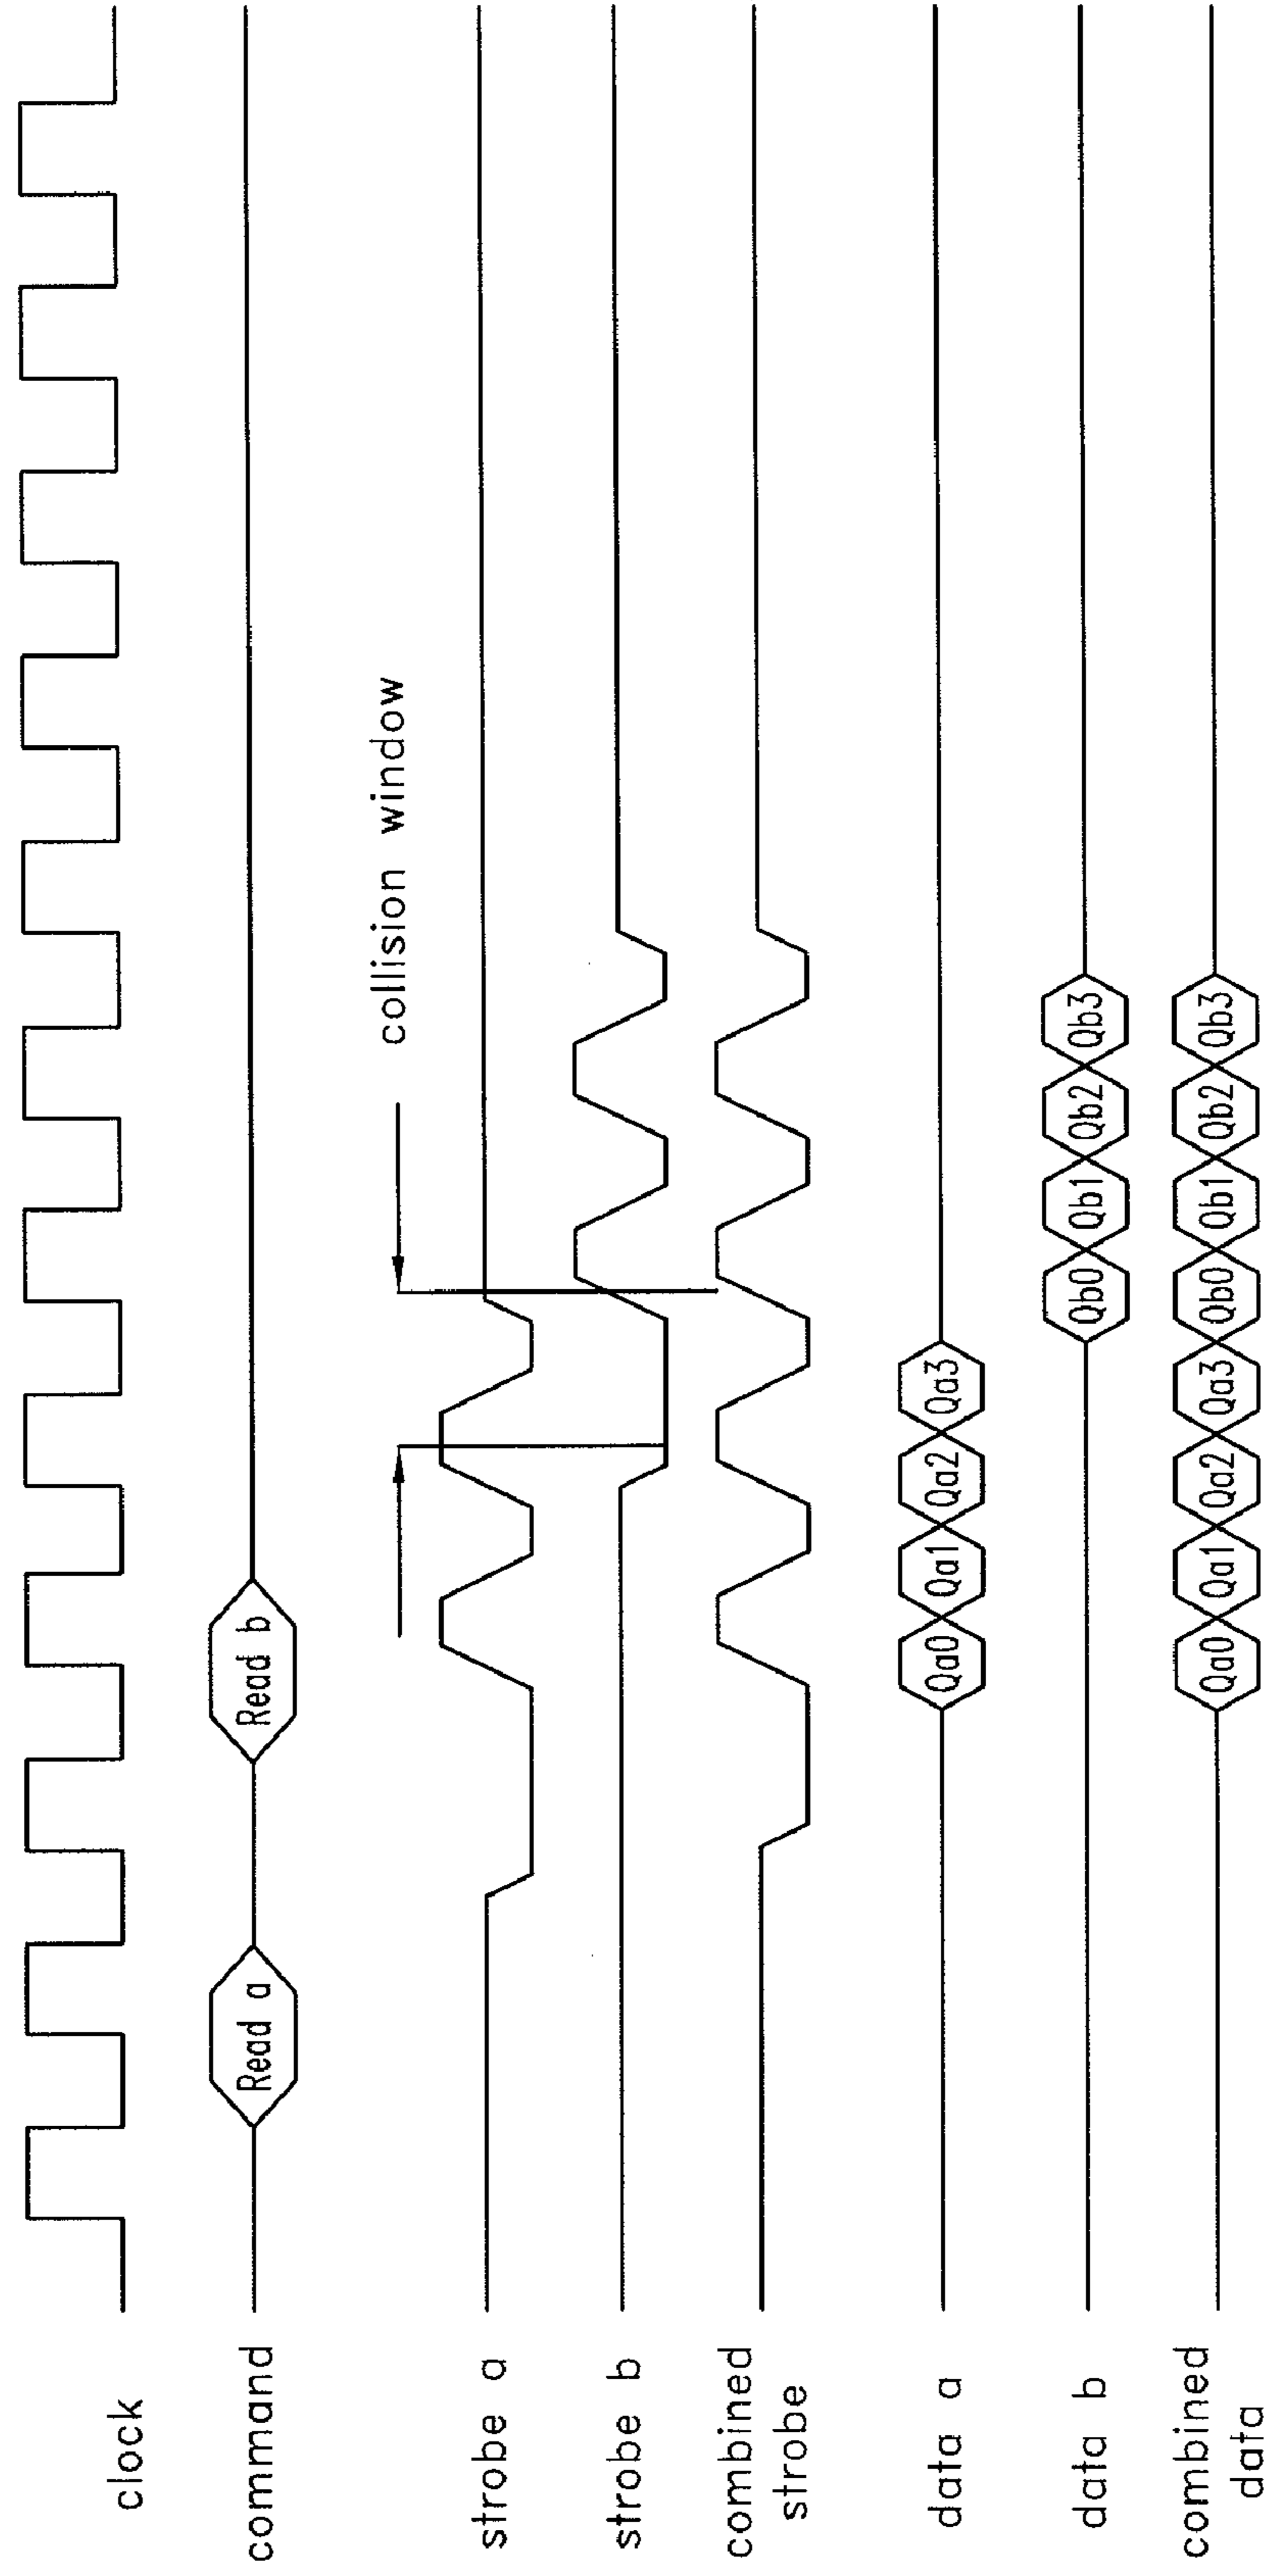 clock
command
Read a
Read b
collision window
strobe a
strobe b
combined
strobe
data a
Qa0 Qa1 Qa2 Qa3
data b
Qb0 Qb1 Qb2 Qb3
combined
data
Qa0 Qa1 Qa2 Qa3 Qb0 Qb1 Qb2 Qb3